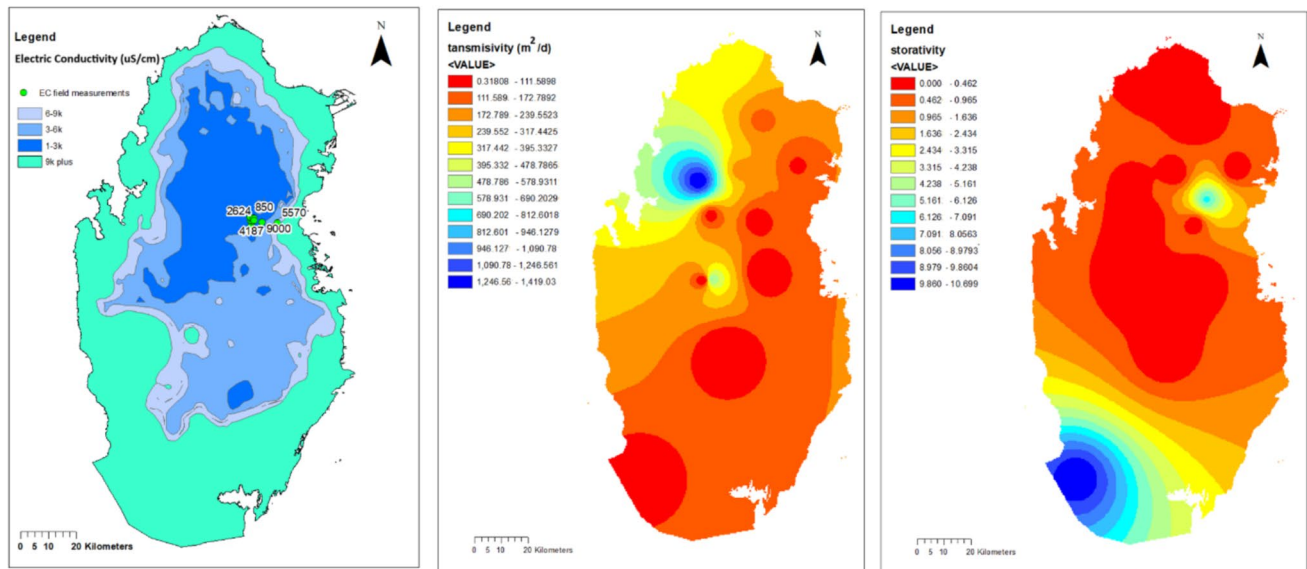 N
Legend
Electric Conductivity (uS/cm)
EC field measurements
6-9k
3-6k
1-3k
9k plus
2624 850 5570
4187 9000
0 5 10 20 Kilometers
Legend
tansmisivity (m²/d)
<VALUE>
N
0.31808 - 111.5898
111.589 - 172.7892
172.789 - 239.5523
239.552 - 317.4425
317.442 - 395.3327
395.332 - 478.7865
478.786 - 578.9311
578.931 - 690.2029
690.202 - 812.6018
812.601 - 946.1279
946.127 - 1,090.78
1,090.78 - 1,246.561
1,246.56 - 1,419.03
0 5 10 20 Kilometers
Legend
storativity
<VALUE>
N
0.000 - 0.462
0.462 - 0.965
0.965 - 1.636
1.636 - 2.434
2.434 - 3.315
3.315 - 4.238
4.238 - 5.161
5.161 - 6.126
6.126 - 7.091
7.091 - 8.0563
8.056 - 8.9793
8.979 - 9.8604
9.860 - 10.699
0 5 10 20 Kilometers